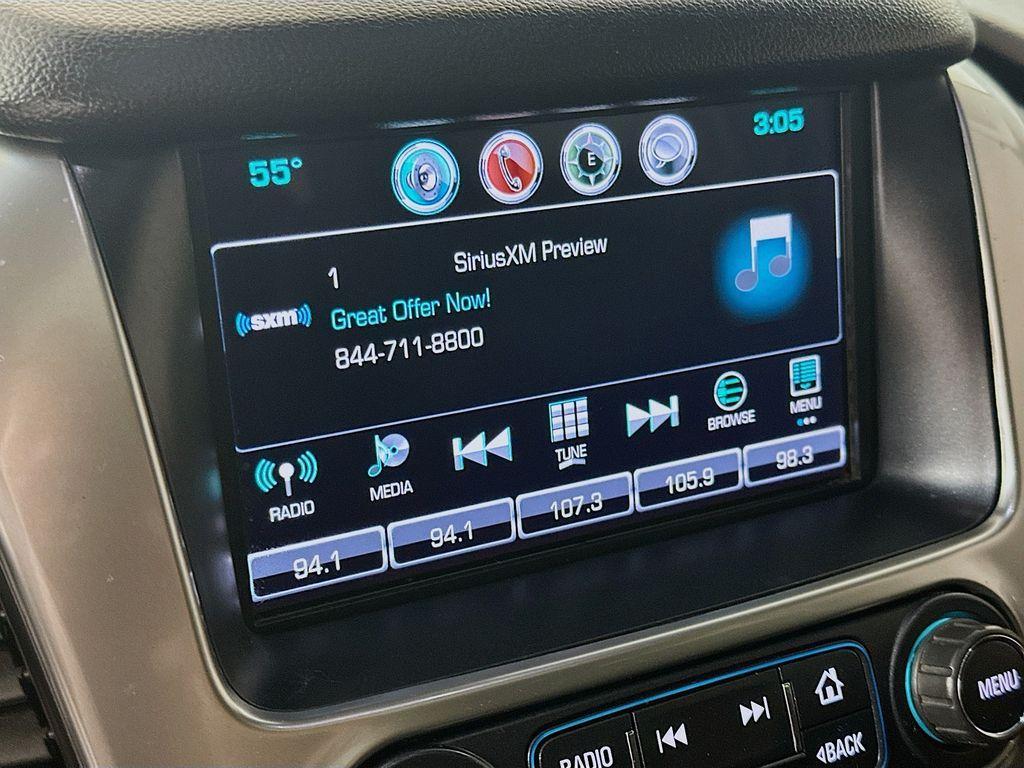 55°
E
3:05
1
SiriusXM Preview
((sxm))
Great Offer Now!
844-711-8800
RADIO
MEDIA
TUNE
BROWSE
MENU
94.1
94.1
107.3
105.9
98.3
RADIO
BACK
MENU